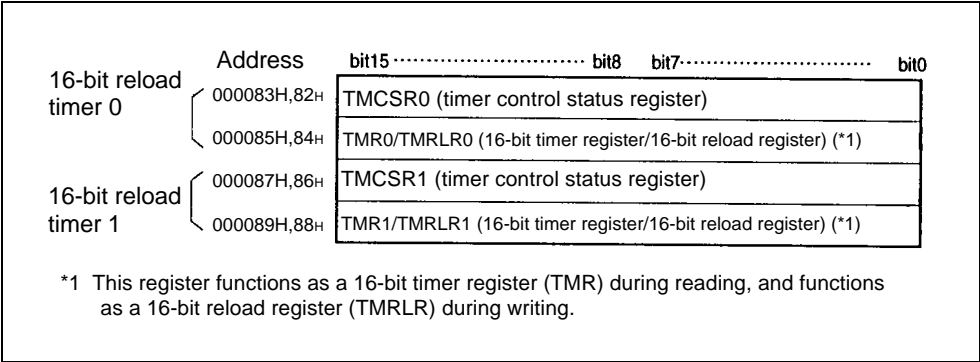 Address bit15 ································ bit8 bit7································ bit0
16-bit reload
timer 0
000083H,82H TMCSR0 (timer control status register)
000085H,84H TMR0/TMRLR0 (16-bit timer register/16-bit reload register) (*1)
16-bit reload
timer 1
000087H,86H TMCSR1 (timer control status register)
000089H,88H TMR1/TMRLR1 (16-bit timer register/16-bit reload register) (*1)
*1 This register functions as a 16-bit timer register (TMR) during reading, and functions
as a 16-bit reload register (TMRLR) during writing.